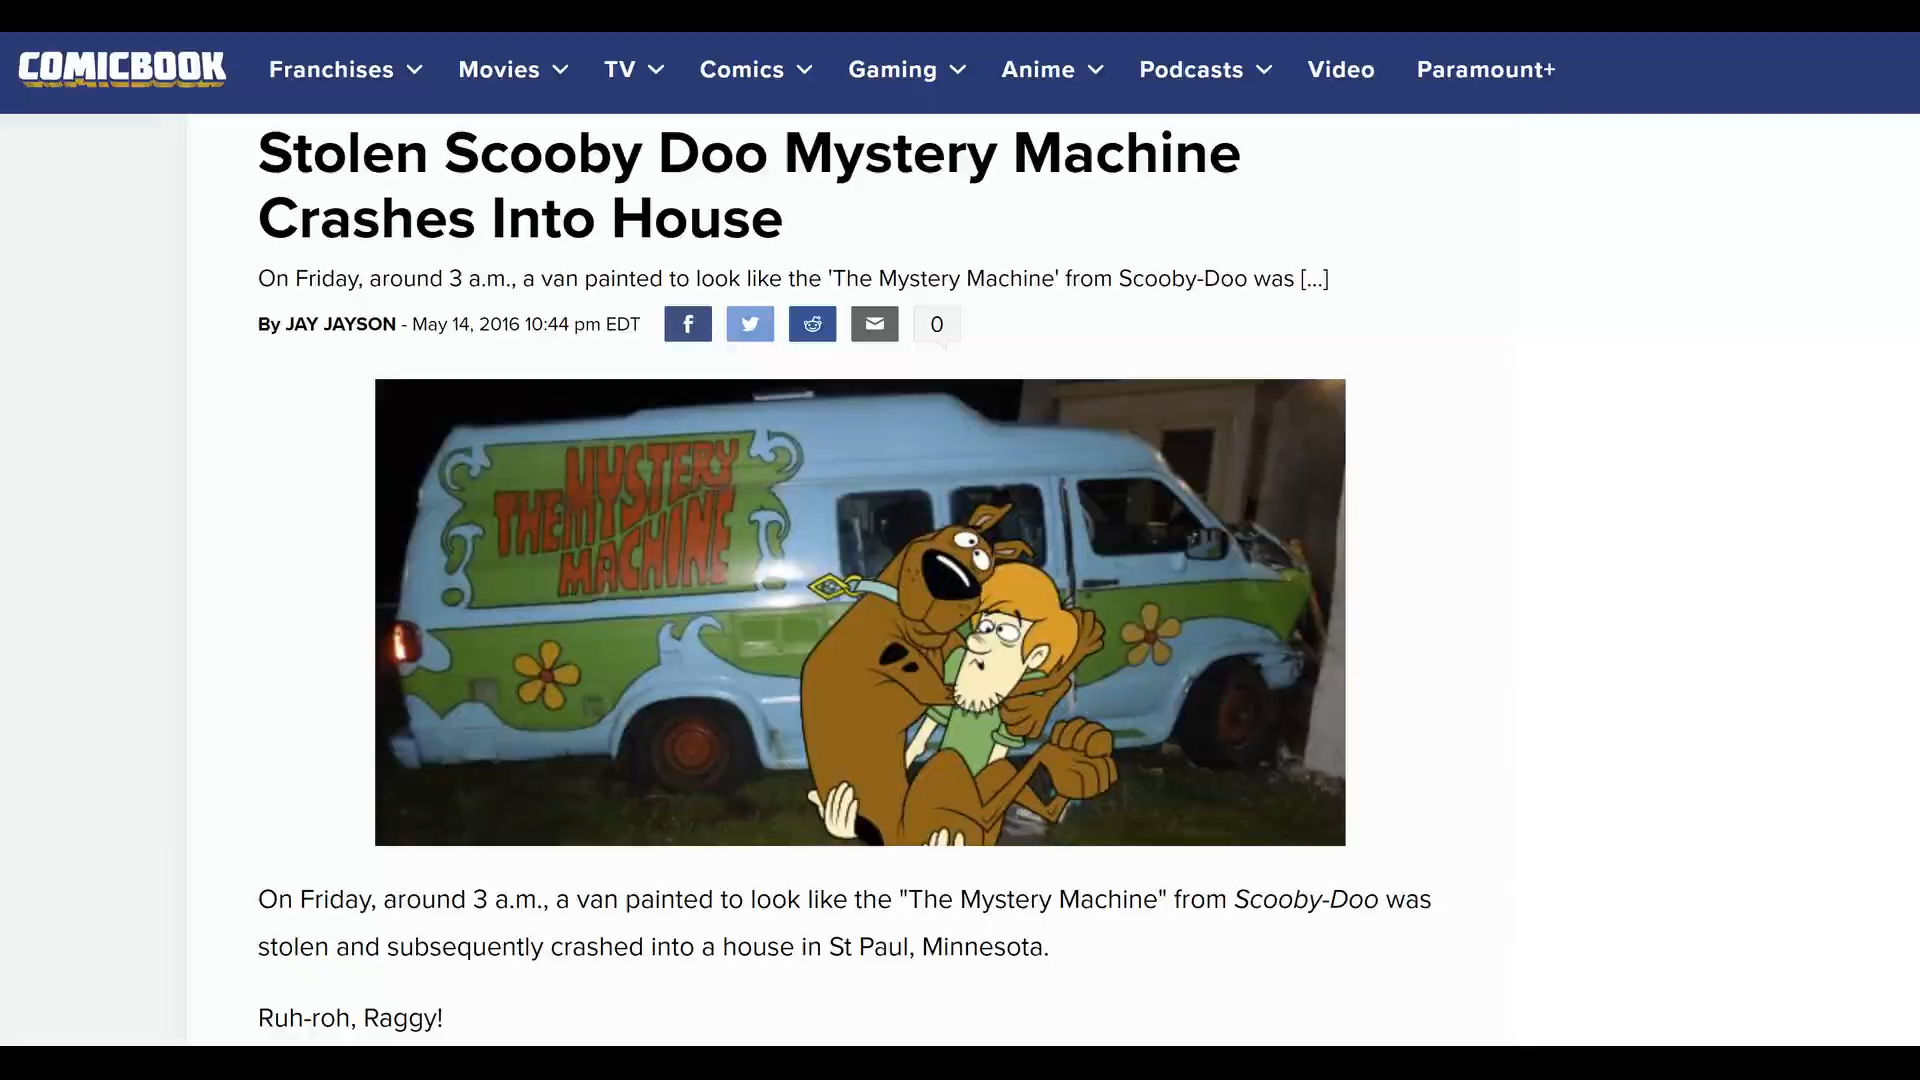 COMICBOOK Franchises Movies TV Comics Gaming Anime Podcasts Video Paramount+
Stolen Scooby Doo Mystery Machine
Crashes Into House
On Friday, around 3 a.m., a van painted to look like the 'The Mystery Machine' from Scooby-Doo was [...]
By JAY JAYSON - May 14, 2016 10:44 pm EDT f 0
THE MYSTERY
MACHINE
On Friday, around 3 a.m., a van painted to look like the "The Mystery Machine" from Scooby-Doo was
stolen and subsequently crashed into a house in St Paul, Minnesota.
Ruh-roh, Raggy!